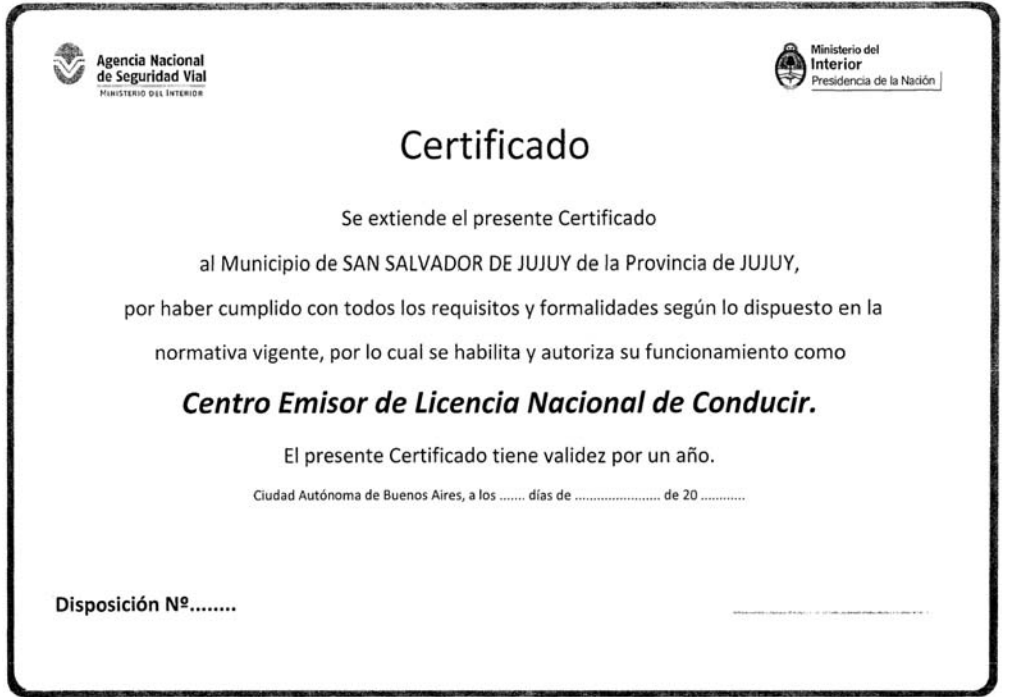 Agencia Nacional
de Seguridad Vial
MINISTERIO DEL INTERIOR
Ministerio del
Interior
Presidencia de la Nación
Certificado
Se extiende el presente Certificado
al Municipio de SAN SALVADOR DE JUJUY de la Provincia de JUJUY,
por haber cumplido con todos los requisitos y formalidades según lo dispuesto en la
normativa vigente, por lo cual se habilita y autoriza su funcionamiento como
Centro Emisor de Licencia Nacional de Conducir.
El presente Certificado tiene validez por un año.
Ciudad Autónoma de Buenos Aires, a los ....... días de ....................... de 20 ............
Disposición Nº........